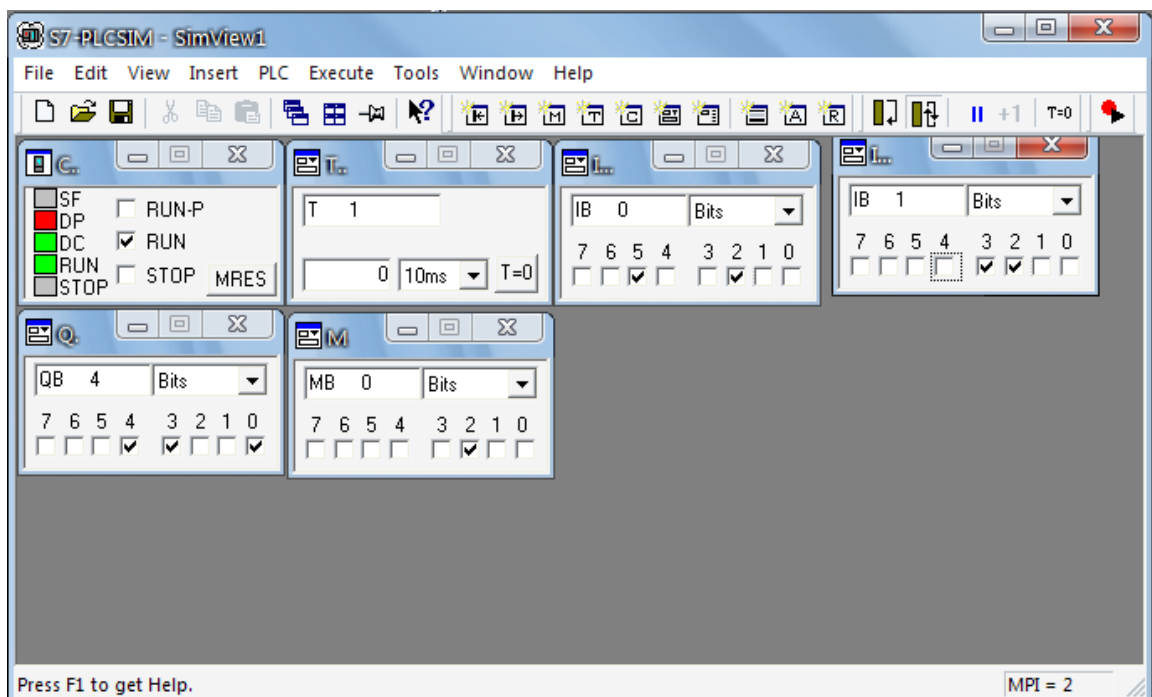 S7-PLCSIM - SimView1
File Edit View Insert PLC Execute Tools Window Help
+1 T=0
C...
SF
DP
DC
RUN
STOP
RUN-P
RUN
STOP
MRES
T...
T 1
0 10ms T=0
I...
IB 0 Bits
7 6 5 4 3 2 1 0
I...
IB 1 Bits
7 6 5 4 3 2 1 0
Q.
QB 4 Bits
7 6 5 4 3 2 1 0
M
MB 0 Bits
7 6 5 4 3 2 1 0
Press F1 to get Help.
MPI = 2